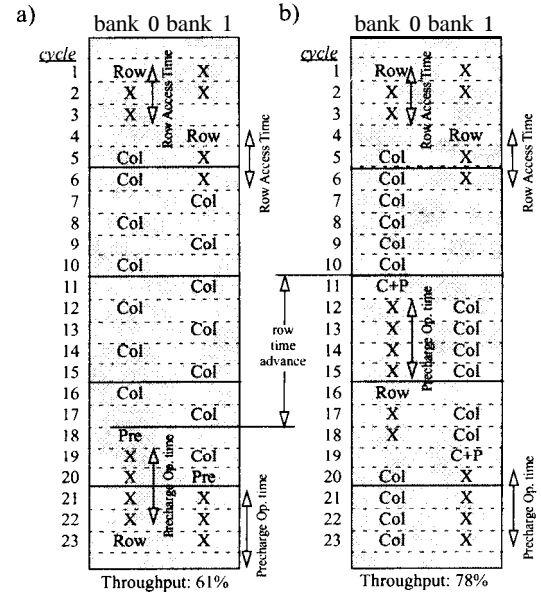 a) bank 0 bank 1 b) bank 0 bank 1
cycle cycle
1 Row X 1 Row X
2 X X 2 X X
3 X 3 X
4 Row 4 Row
5 Col X 5 Col X
6 Col X 6 Col X
7 Col 7 Col
8 Col 8 Col
9 Col 9 Col
10 Col 10 Col
11 Col 11 C+P
12 Col 12 X Col
13 Col 13 X Col
14 Col 14 X Col
15 Col 15 X Col
16 Col 16 Row
17 Col 17 X Col
18 Pre 18 X Col
19 X Col 19 C+P
20 X Pre 20 Col X
21 X X 21 Col X
22 X X 22 Col X
23 Row X 23 Col X
Row Access Time
Row Access Time
Precharge Op. time
Precharge Op. time
row
time
advance
Row Access Time
Row Access Time
Precharge Op. time
Precharge Op. time
Throughput: 61% Throughput: 78%